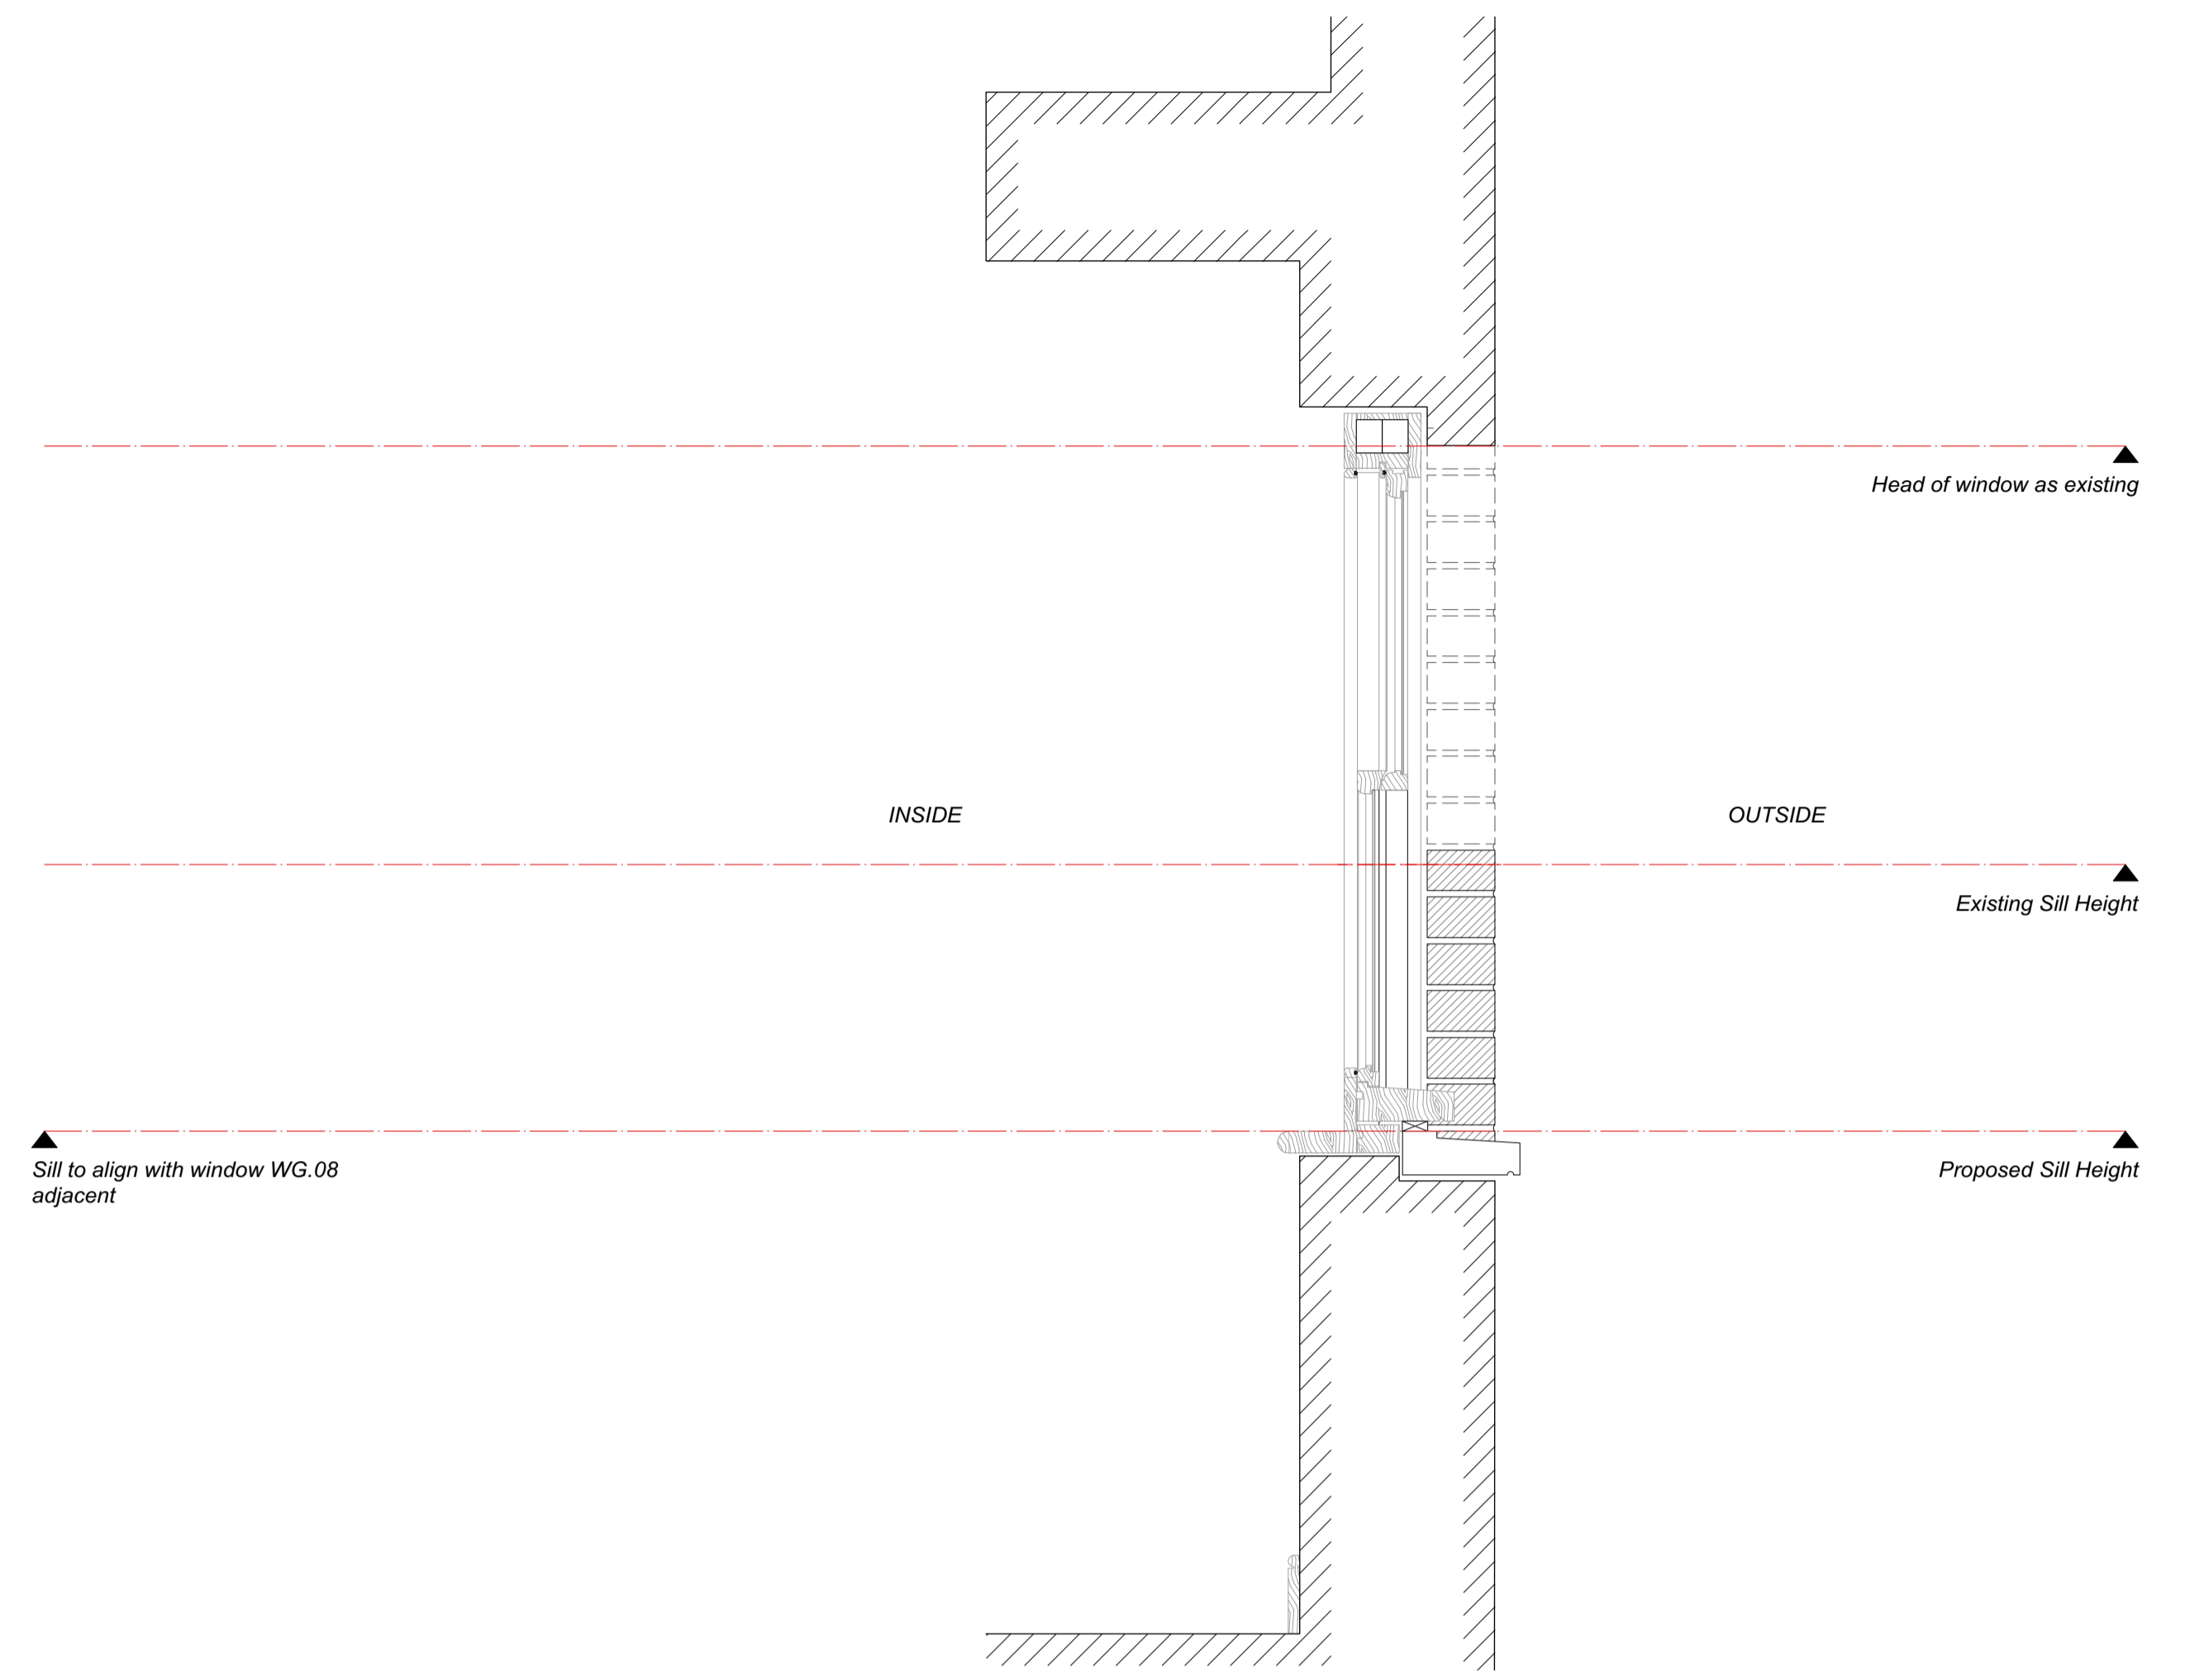 Head of window as existing
INSIDE
OUTSIDE
Existing Sill Height
Sill to align with window WG.08
adjacent
Proposed Sill Height